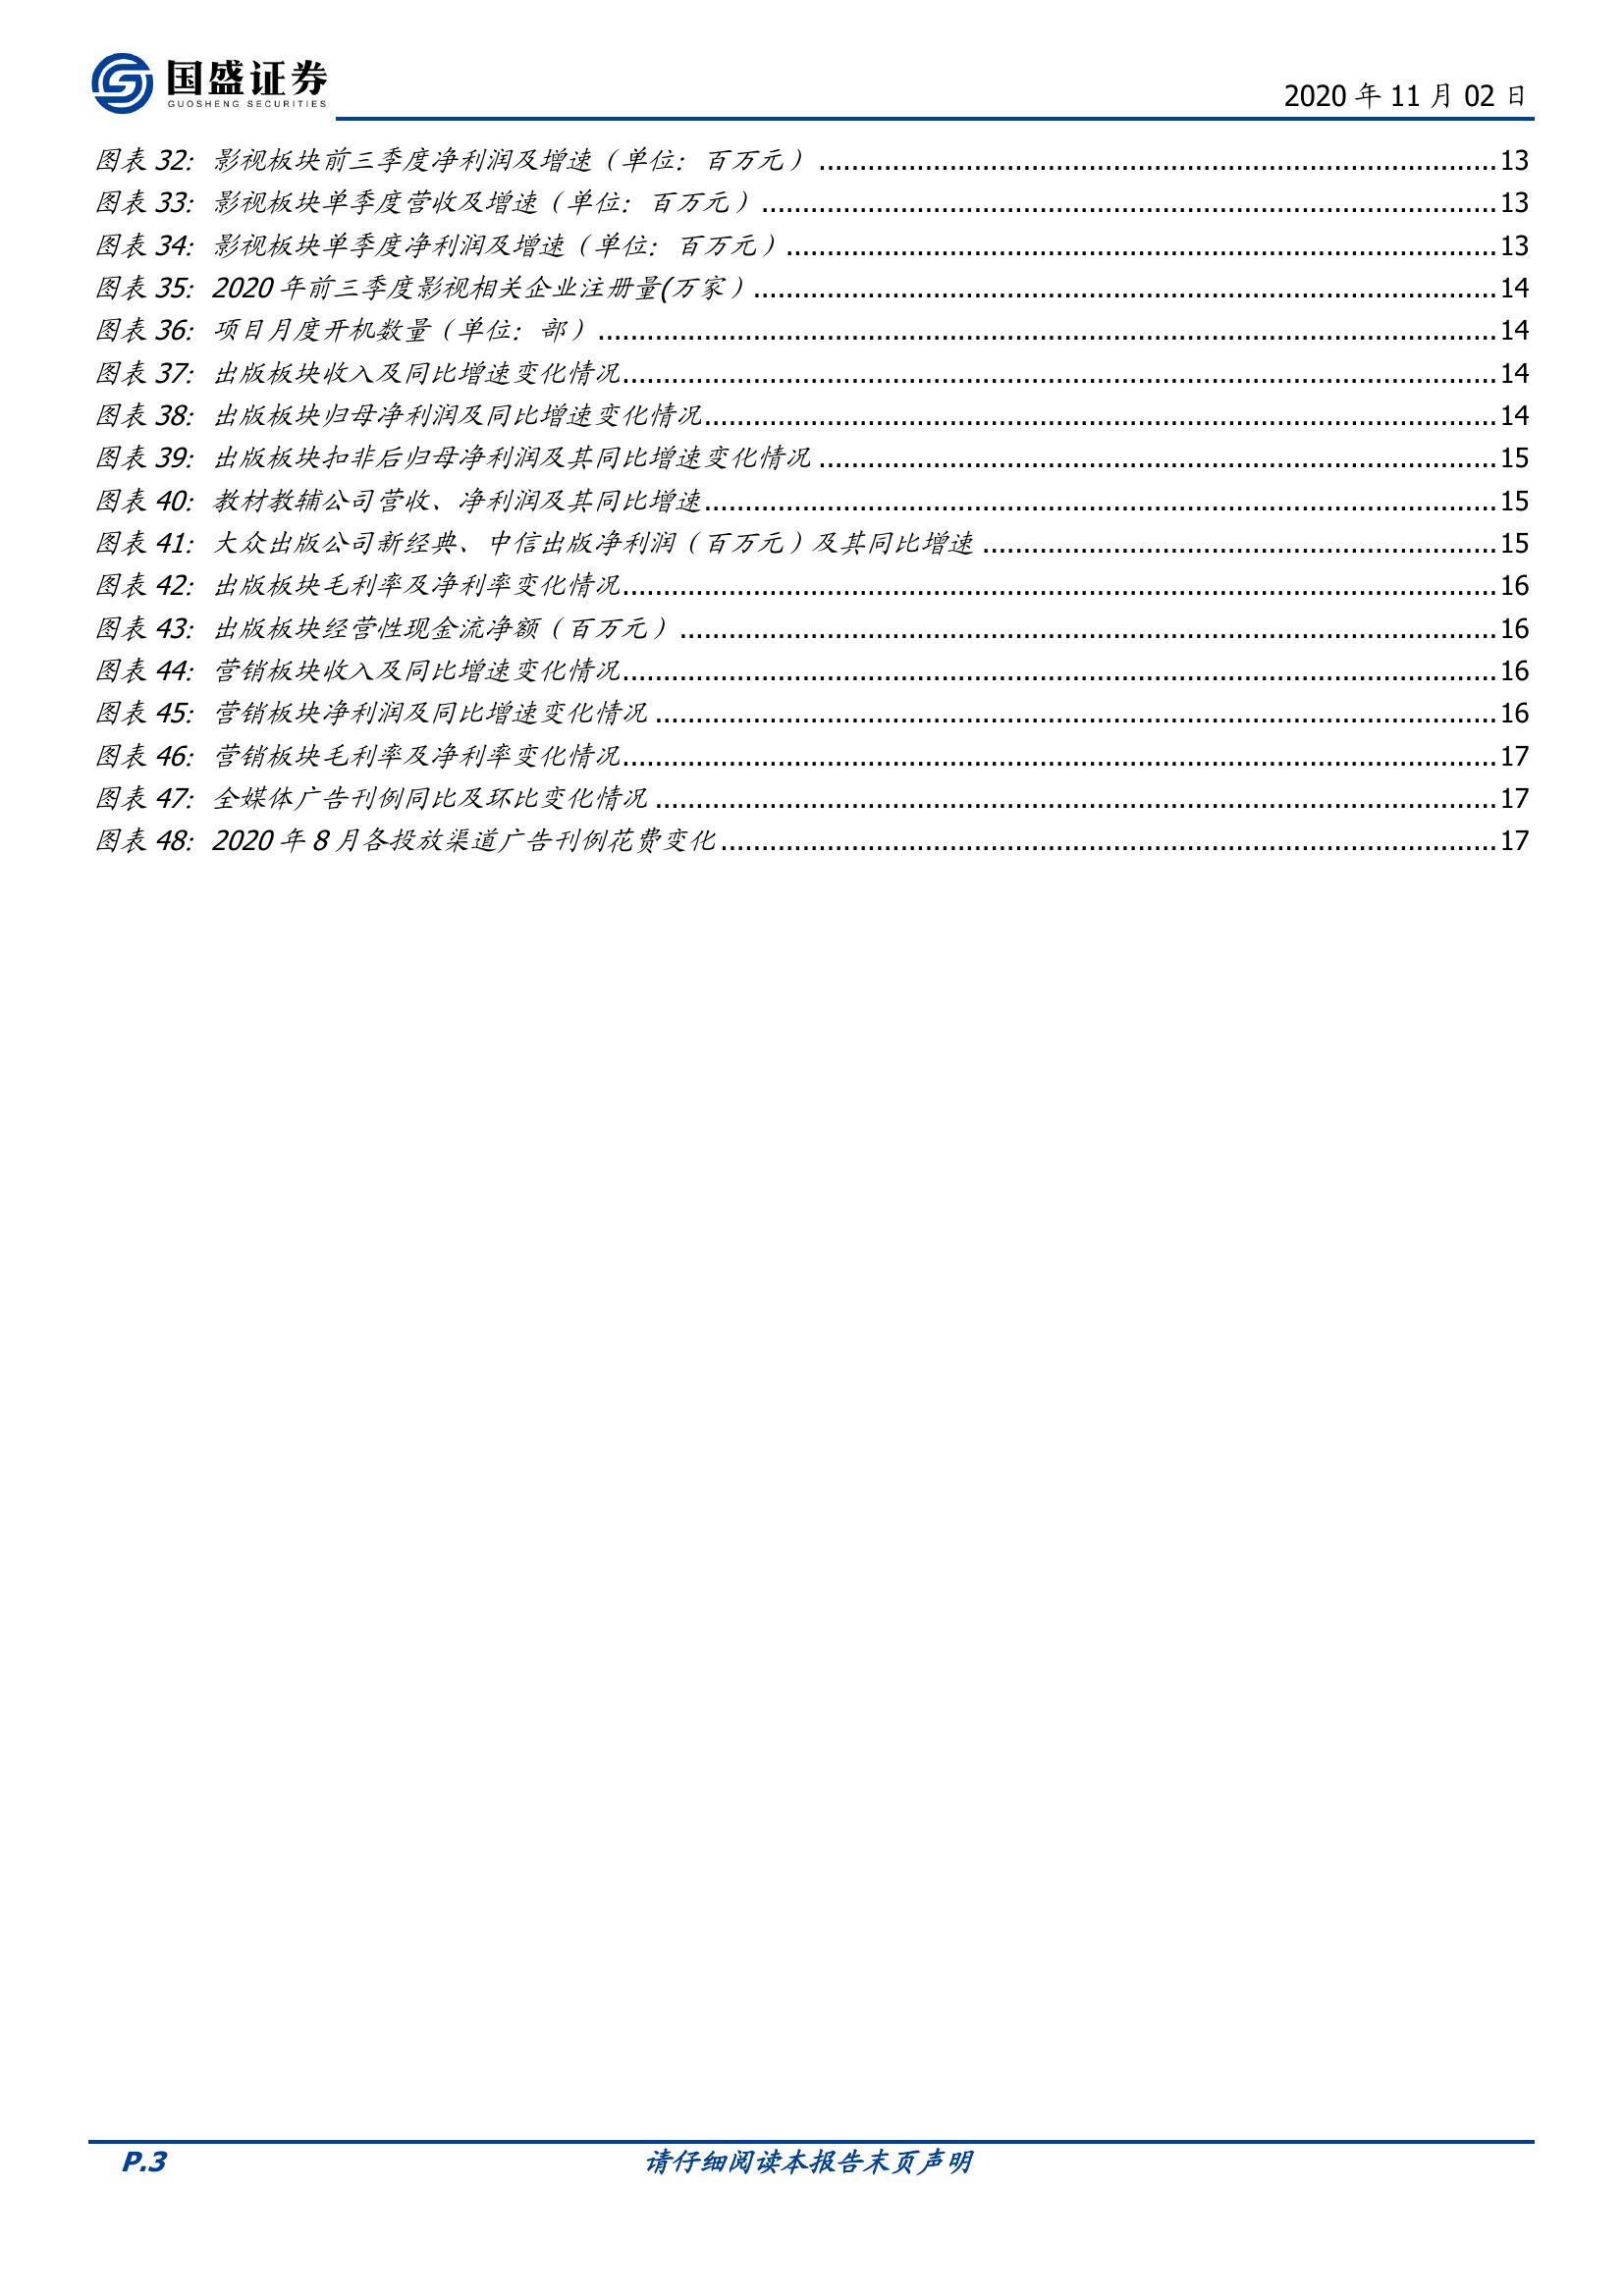 国盛证券
GUOSHENG SECURITIES
2020 年 11 月 02 日
图表 32：影视板块前三季度净利润及增速（单位：百万元）........13
图表 33：影视板块单季度营收及增速（单位：百万元）........13
图表 34：影视板块单季度净利润及增速（单位：百万元）........13
图表 35：2020 年前三季度影视相关企业注册量(万家）........14
图表 36：项目月度开机数量（单位：部）........14
图表 37：出版板块收入及同比增速变化情况........14
图表 38：出版板块归母净利润及同比增速变化情况........14
图表 39：出版板块扣非后归母净利润及其同比增速变化情况........15
图表 40：教材教辅公司营收、净利润及其同比增速........15
图表 41：大众出版公司新经典、中信出版净利润（百万元）及其同比增速........15
图表 42：出版板块毛利率及净利率变化情况........16
图表 43：出版板块经营性现金流净额（百万元）........16
图表 44：营销板块收入及同比增速变化情况........16
图表 45：营销板块净利润及同比增速变化情况........16
图表 46：营销板块毛利率及净利率变化情况........17
图表 47：全媒体广告刊例同比及环比变化情况........17
图表 48：2020 年 8 月各投放渠道广告刊例花费变化........17
P.3
请仔细阅读本报告末页声明